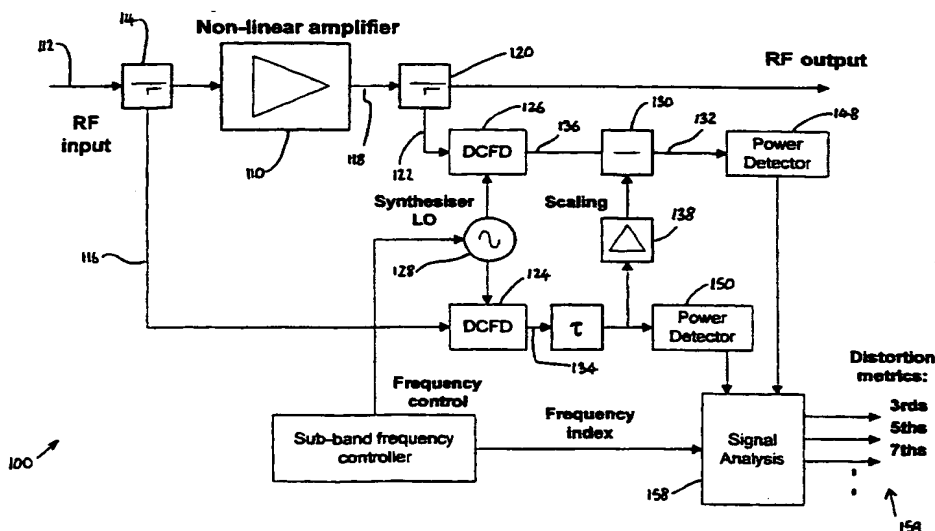 14
Non-linear amplifier
112
120
RF output
RF
input
110
118
122
126
DCFD
136
130
132
148
Power
Detector
Synthesiser
LO
Scaling
138
116
128
124
DCFD
134
τ
150
Power
Detector
Distortion
metrics:
Frequency
control
Frequency
index
Sub-band frequency
controller
Signal
Analysis
3rds
5ths
7ths
100
158
159